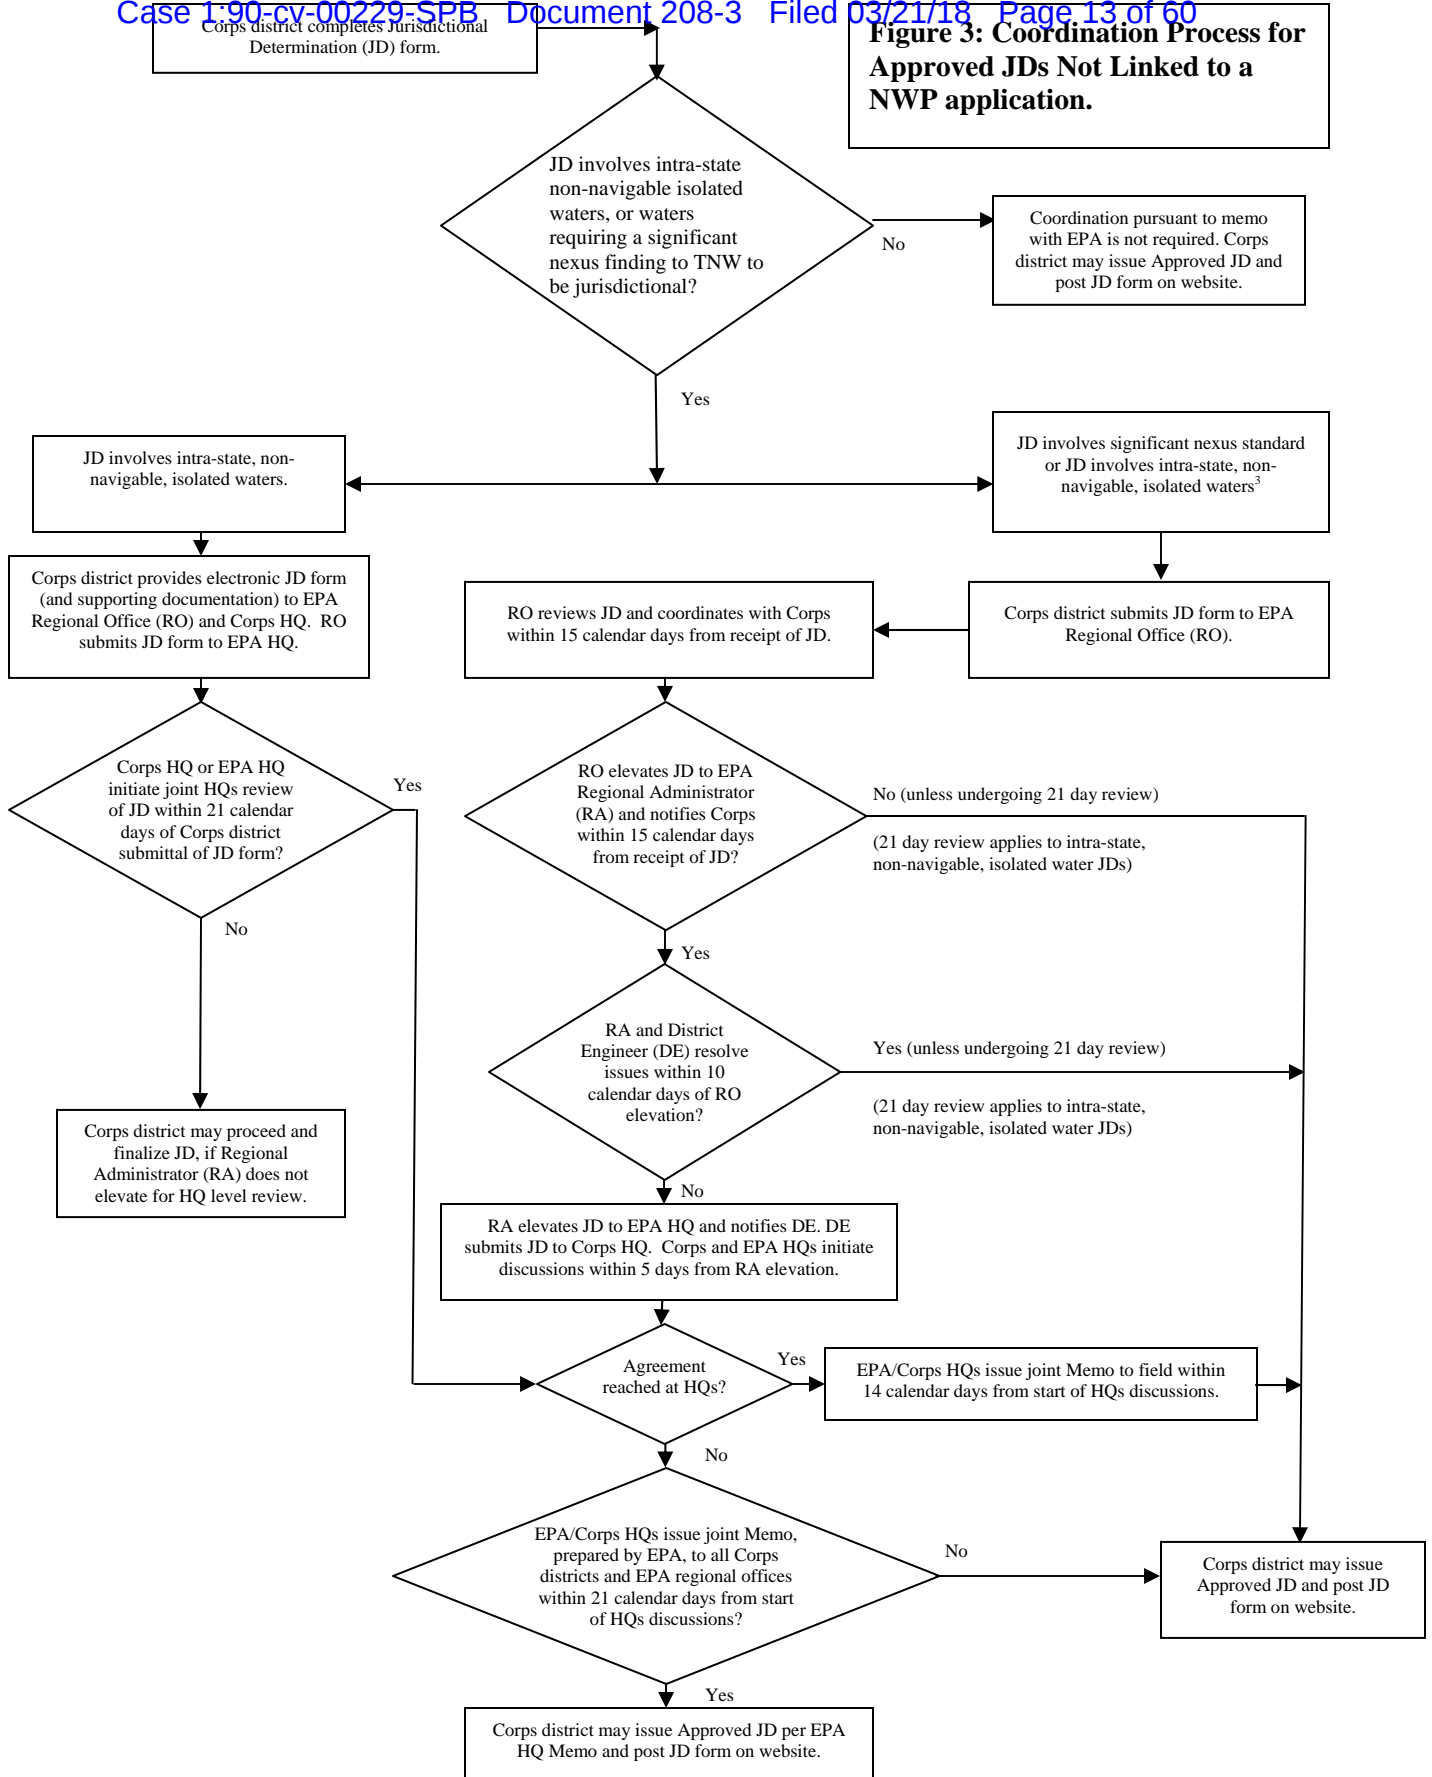 Case 1:90-cv-00229-SPB Document 208-3 Filed 03/21/18 Page 13 of 60
Corps district completes Jurisdictional
Determination (JD) form.
Figure 3: Coordination Process for
Approved JDs Not Linked to a
NWP application.
JD involves intra-state
non-navigable isolated
waters, or waters
requiring a significant
nexus finding to TNW to
be jurisdictional?
No
Coordination pursuant to memo
with EPA is not required. Corps
district may issue Approved JD and
post JD form on website.
Yes
JD involves intra-state, non-
navigable, isolated waters.
JD involves significant nexus standard
or JD involves intra-state, non-
navigable, isolated waters3
Corps district provides electronic JD form
(and supporting documentation) to EPA
Regional Office (RO) and Corps HQ. RO
submits JD form to EPA HQ.
RO reviews JD and coordinates with Corps
within 15 calendar days from receipt of JD.
Corps district submits JD form to EPA
Regional Office (RO).
Corps HQ or EPA HQ
initiate joint HQs review
of JD within 21 calendar
days of Corps district
submittal of JD form?
Yes
No
RO elevates JD to EPA
Regional Administrator
(RA) and notifies Corps
within 15 calendar days
from receipt of JD?
No (unless undergoing 21 day review)
(21 day review applies to intra-state,
non-navigable, isolated water JDs)
Yes
RA and District
Engineer (DE) resolve
issues within 10
calendar days of RO
elevation?
Yes (unless undergoing 21 day review)
(21 day review applies to intra-state,
non-navigable, isolated water JDs)
Corps district may proceed and
finalize JD, if Regional
Administrator (RA) does not
elevate for HQ level review.
No
RA elevates JD to EPA HQ and notifies DE. DE
submits JD to Corps HQ. Corps and EPA HQs initiate
discussions within 5 days from RA elevation.
Agreement
reached at HQs?
Yes
EPA/Corps HQs issue joint Memo to field within
14 calendar days from start of HQs discussions.
No
EPA/Corps HQs issue joint Memo,
prepared by EPA, to all Corps
districts and EPA regional offices
within 21 calendar days from start
of HQs discussions?
No
Corps district may issue
Approved JD and post JD
form on website.
Yes
Corps district may issue Approved JD per EPA
HQ Memo and post JD form on website.